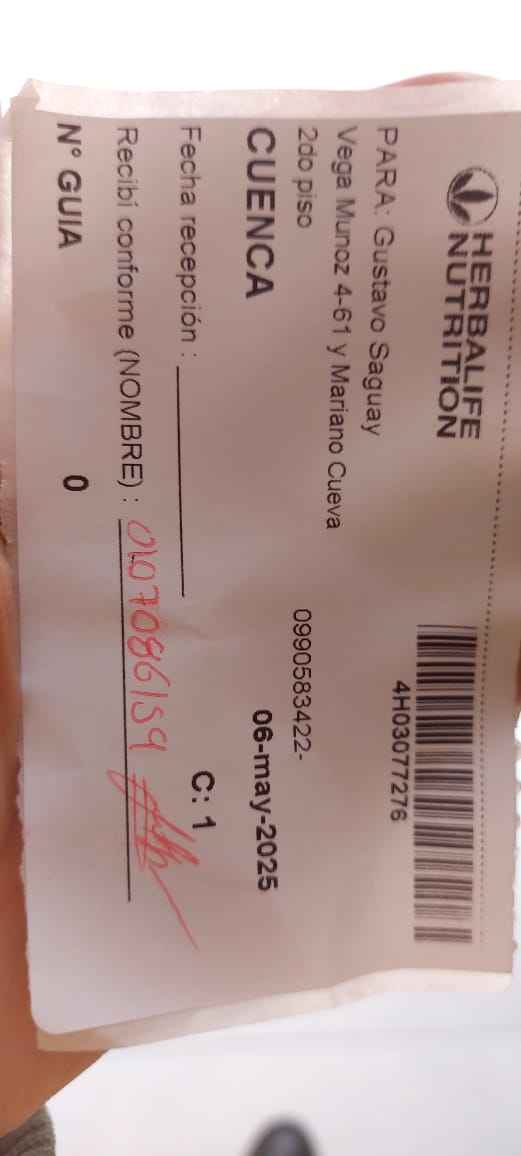 HERBALIFE
NUTRITION
4H03077276
PARA: Gustavo Saguay
Vega Munoz 4-61 y Mariano Cueva
2do piso 0990583422-
CUENCA 06-may-2025
Fecha recepción : C: 1
Recibi conforme (NOMBRE) : 0107086159
N° GUIA 0